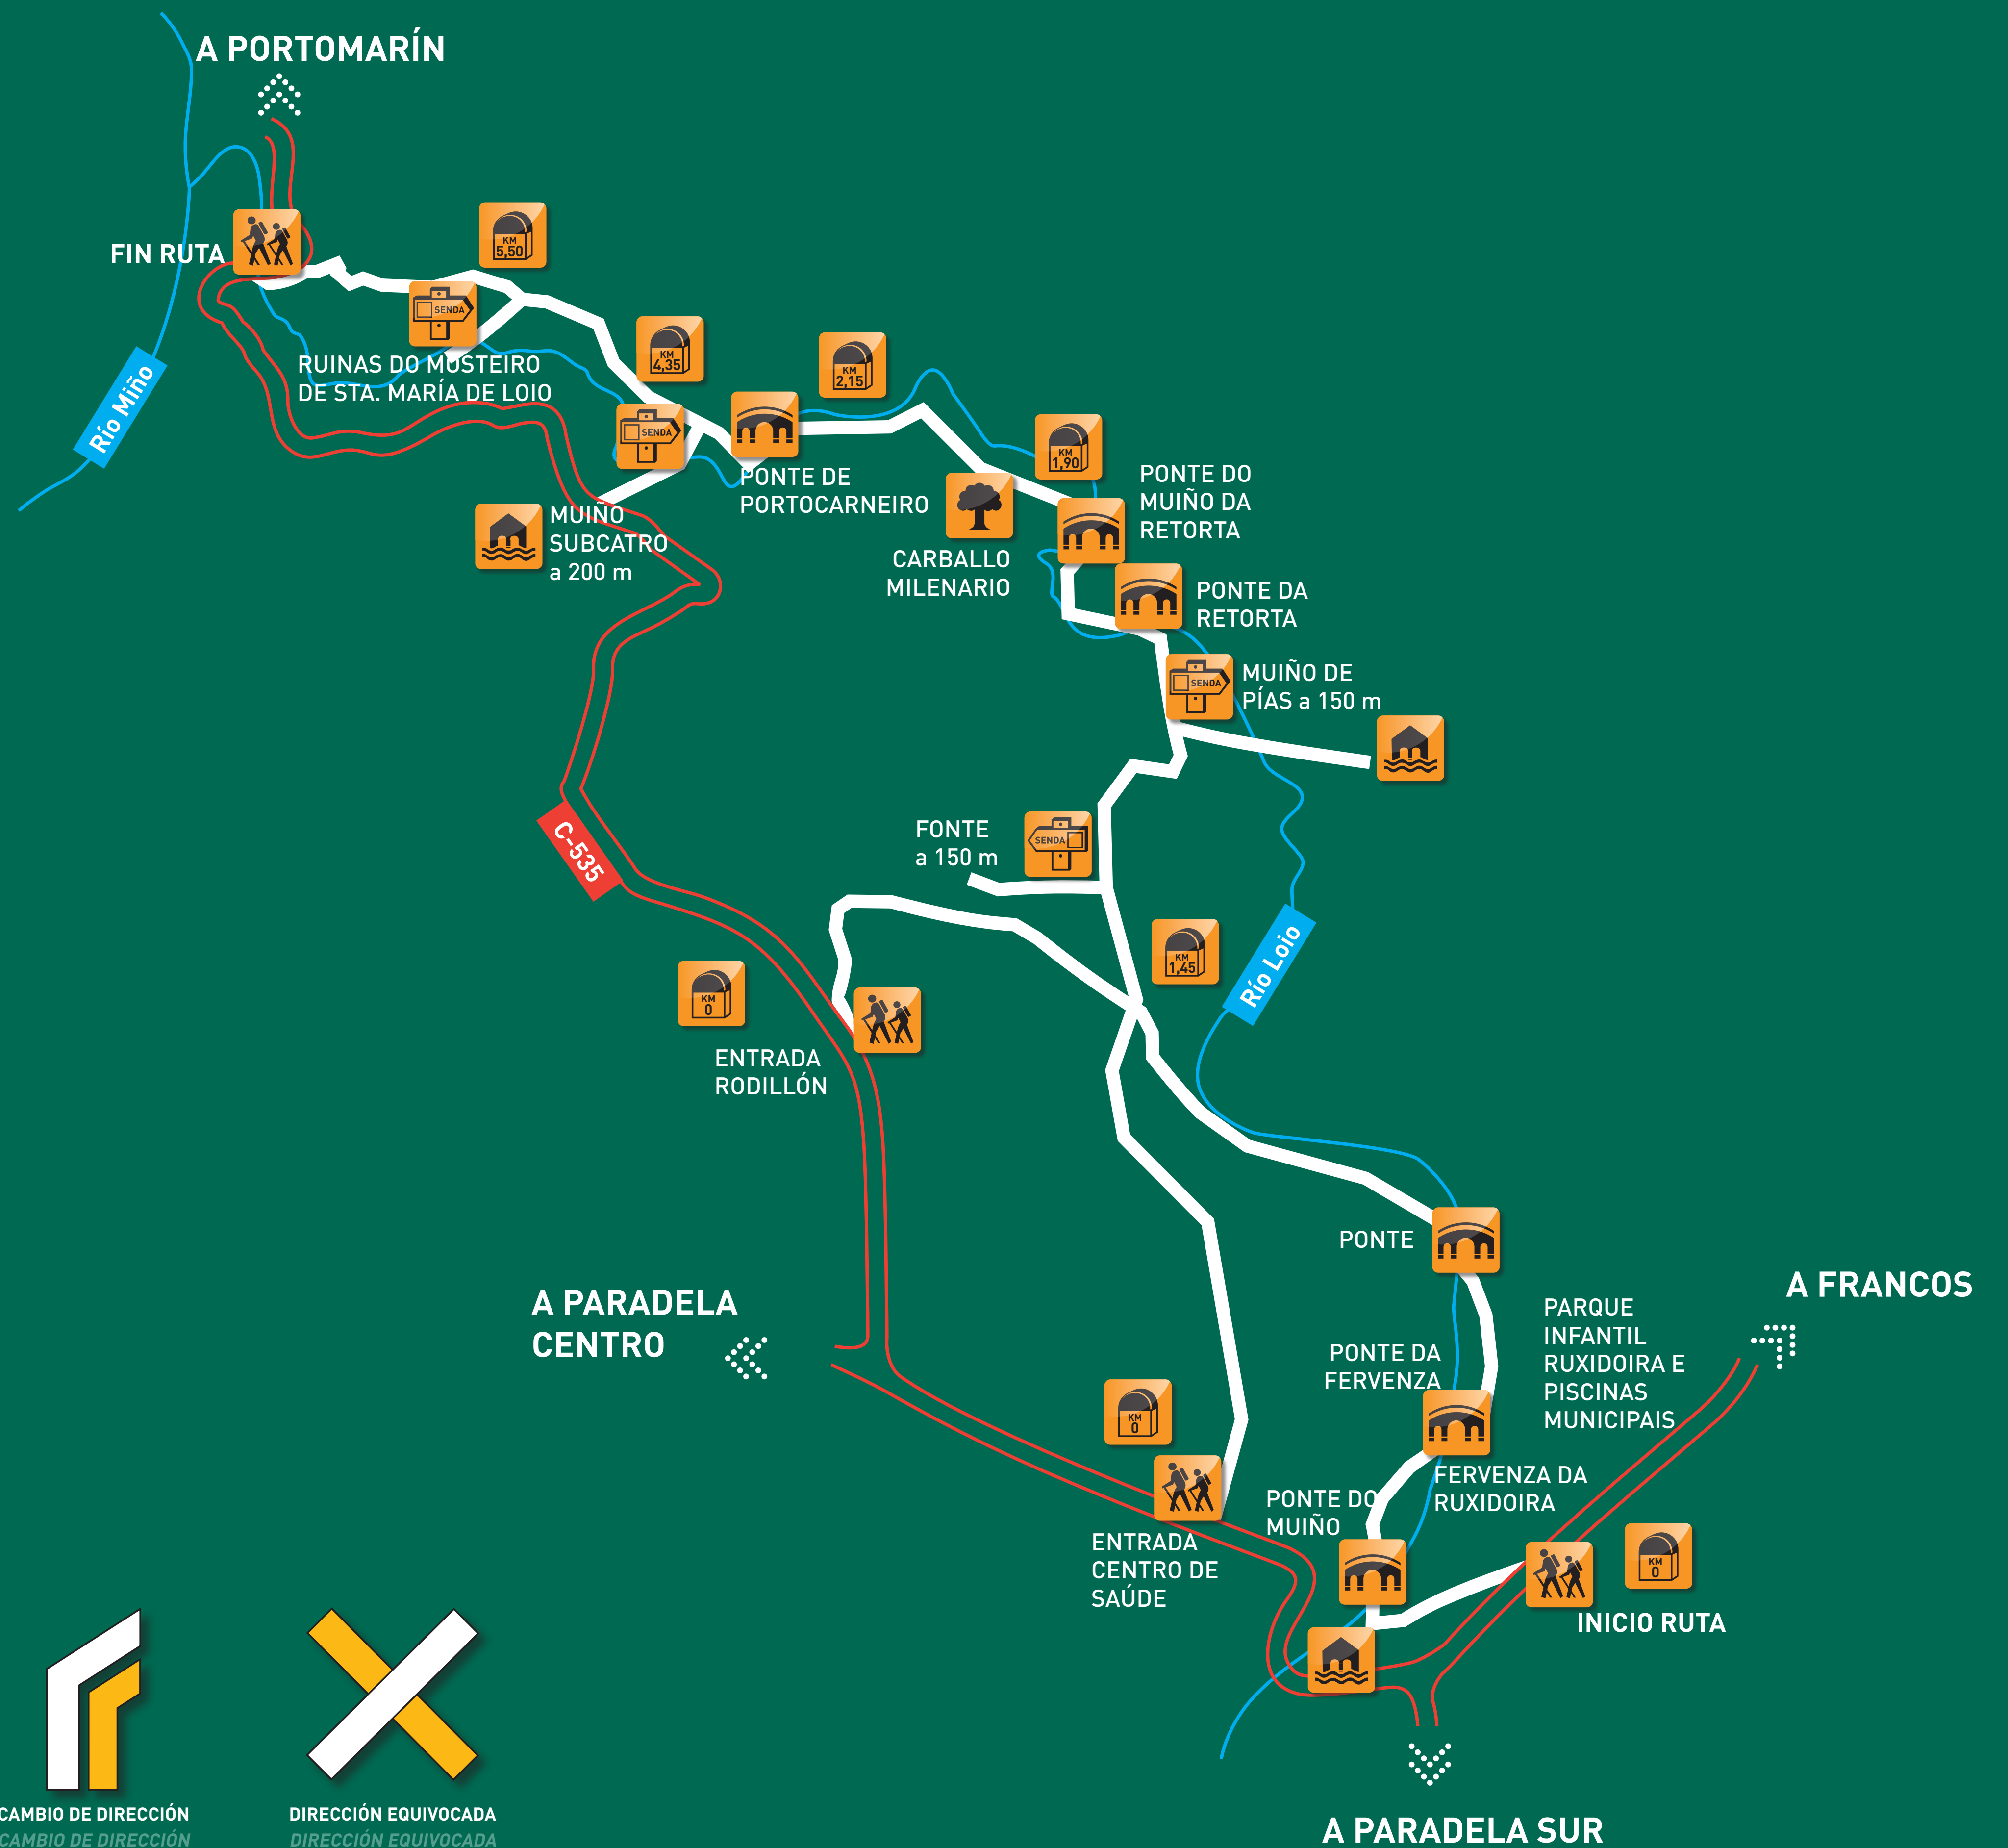 A PORTOMARÍN
FIN RUTA
KM
5,50
SENDA
RUINAS DO MOSTEIRO
DE STA. MARÍA DE LOIO
Río Miño
KM
4,35
SENDA
KM
2,15
PONTE DE
PORTOCARNEIRO
MUIÑO
SUBCATRO
a 200 m
KM
1,90
PONTE DO
MUIÑO DA
RETORTA
CARBALLO
MILENARIO
PONTE DA
RETORTA
SENDA
MUIÑO DE
PÍAS a 150 m
C-535
FONTE
a 150 m
SENDA
KM
1,45
Río Loio
KM
0
ENTRADA
RODILLÓN
PONTE
A PARADELA
CENTRO
A FRANCOS
PARQUE
INFANTIL
RUXIDOIRA E
PISCINAS
MUNICIPAIS
PONTE DA
FERVENZA
KM
0
FERVENZA DA
RUXIDOIRA
PONTE DO
MUIÑO
ENTRADA
CENTRO DE
SAÚDE
KM
0
INICIO RUTA
CAMBIO DE DIRECCIÓN
CAMBIO DE DIRECCIÓN
DIRECCIÓN EQUIVOCADA
DIRECCIÓN EQUIVOCADA
A PARADELA SUR